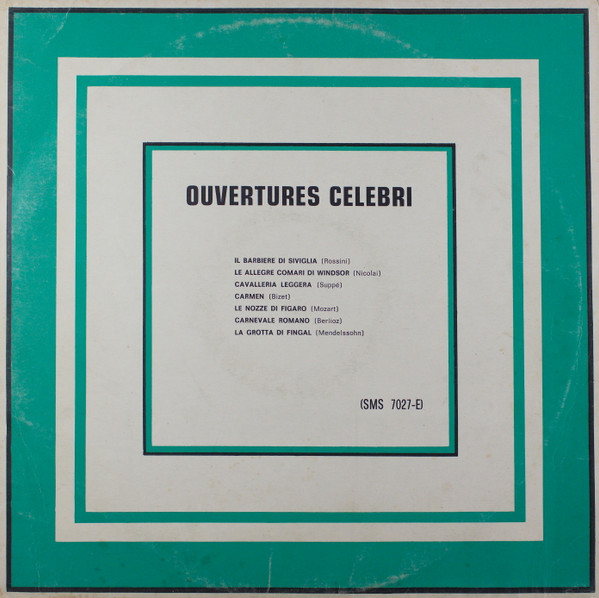 OUVERTURES CELEBRI
IL BARBIERE DI SIVIGLIA (Rossini)
LE ALLEGRE COMARI DI WINDSOR (Nicolai)
CAVALLERIA LEGGERA (Suppé)
CARMEN (Bizet)
LE NOZZE DI FIGARO (Mozart)
CARNEVALE ROMANO (Berlioz)
LA GROTTA DI FINGAL (Mendelssohn)
(SMS 7027-E)